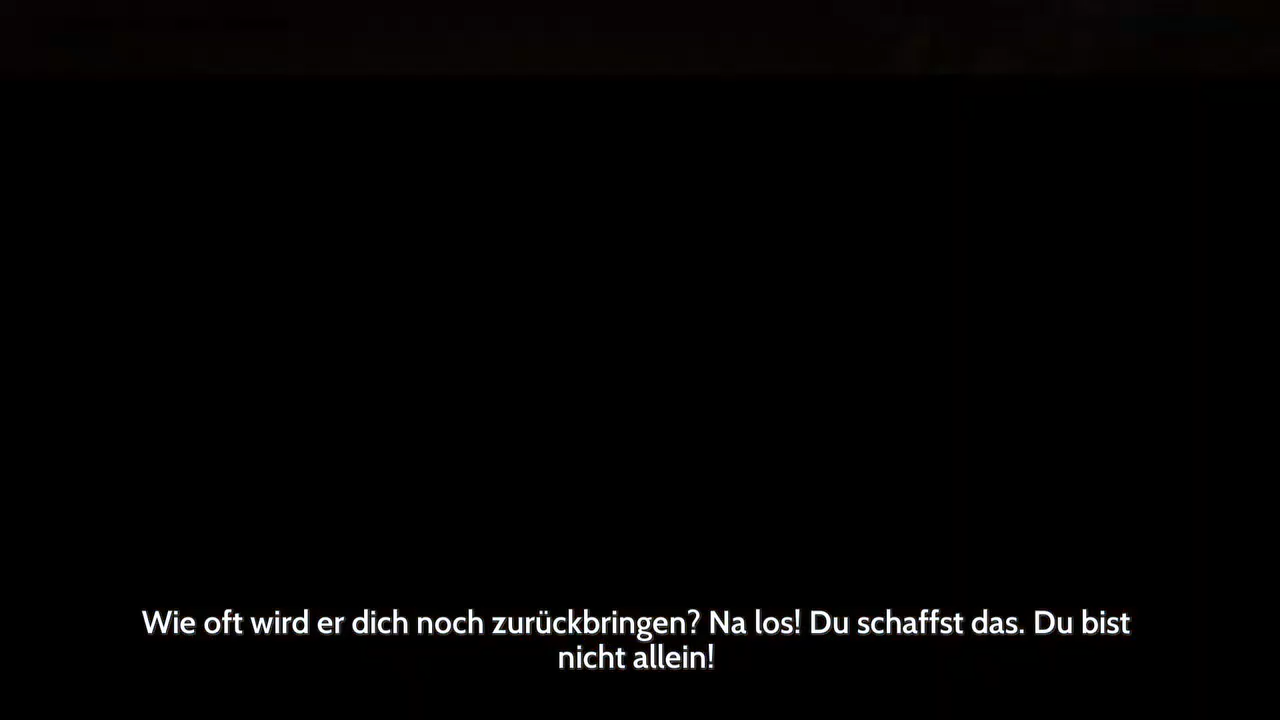 Wie oft wird er dich noch zurückbringen? Na los! Du schaffst das. Du bist
nicht allein!